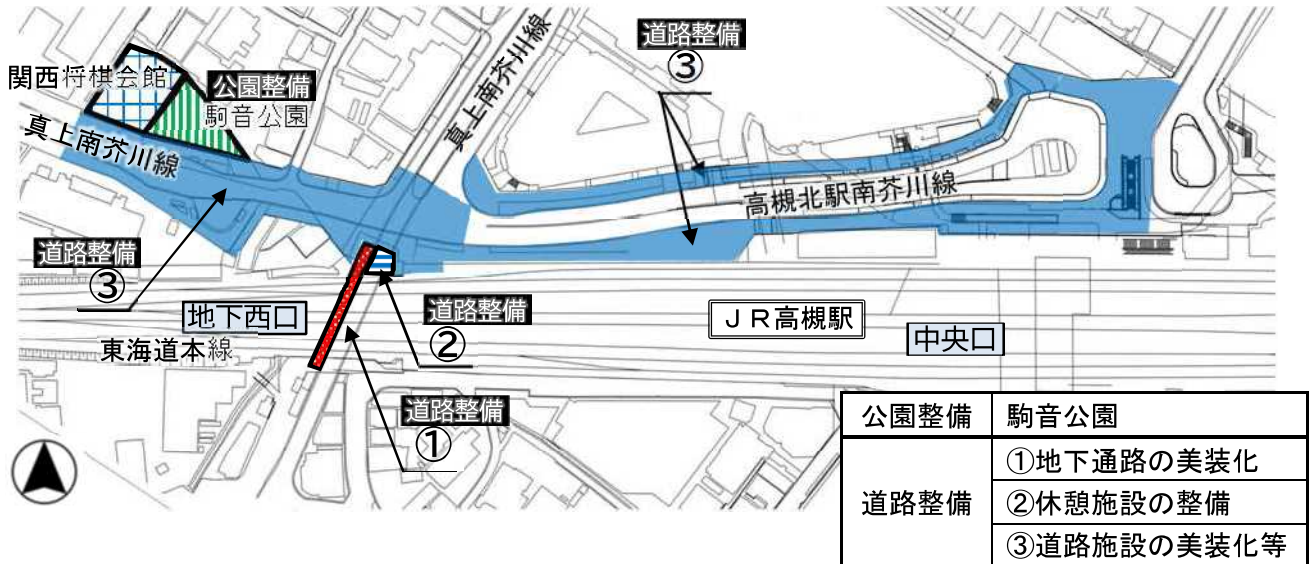 道路整備
③
関西将棋会館
公園整備
駒音公園
真上南芥川線
真上南芥川線
高槻北駅南芥川線
道路整備
③
地下西口
東海道本線
道路整備
②
ＪＲ高槻駅
中央口
道路整備
①
公園整備 駒音公園
道路整備 ①地下通路の美装化
②休憩施設の整備
③道路施設の美装化等